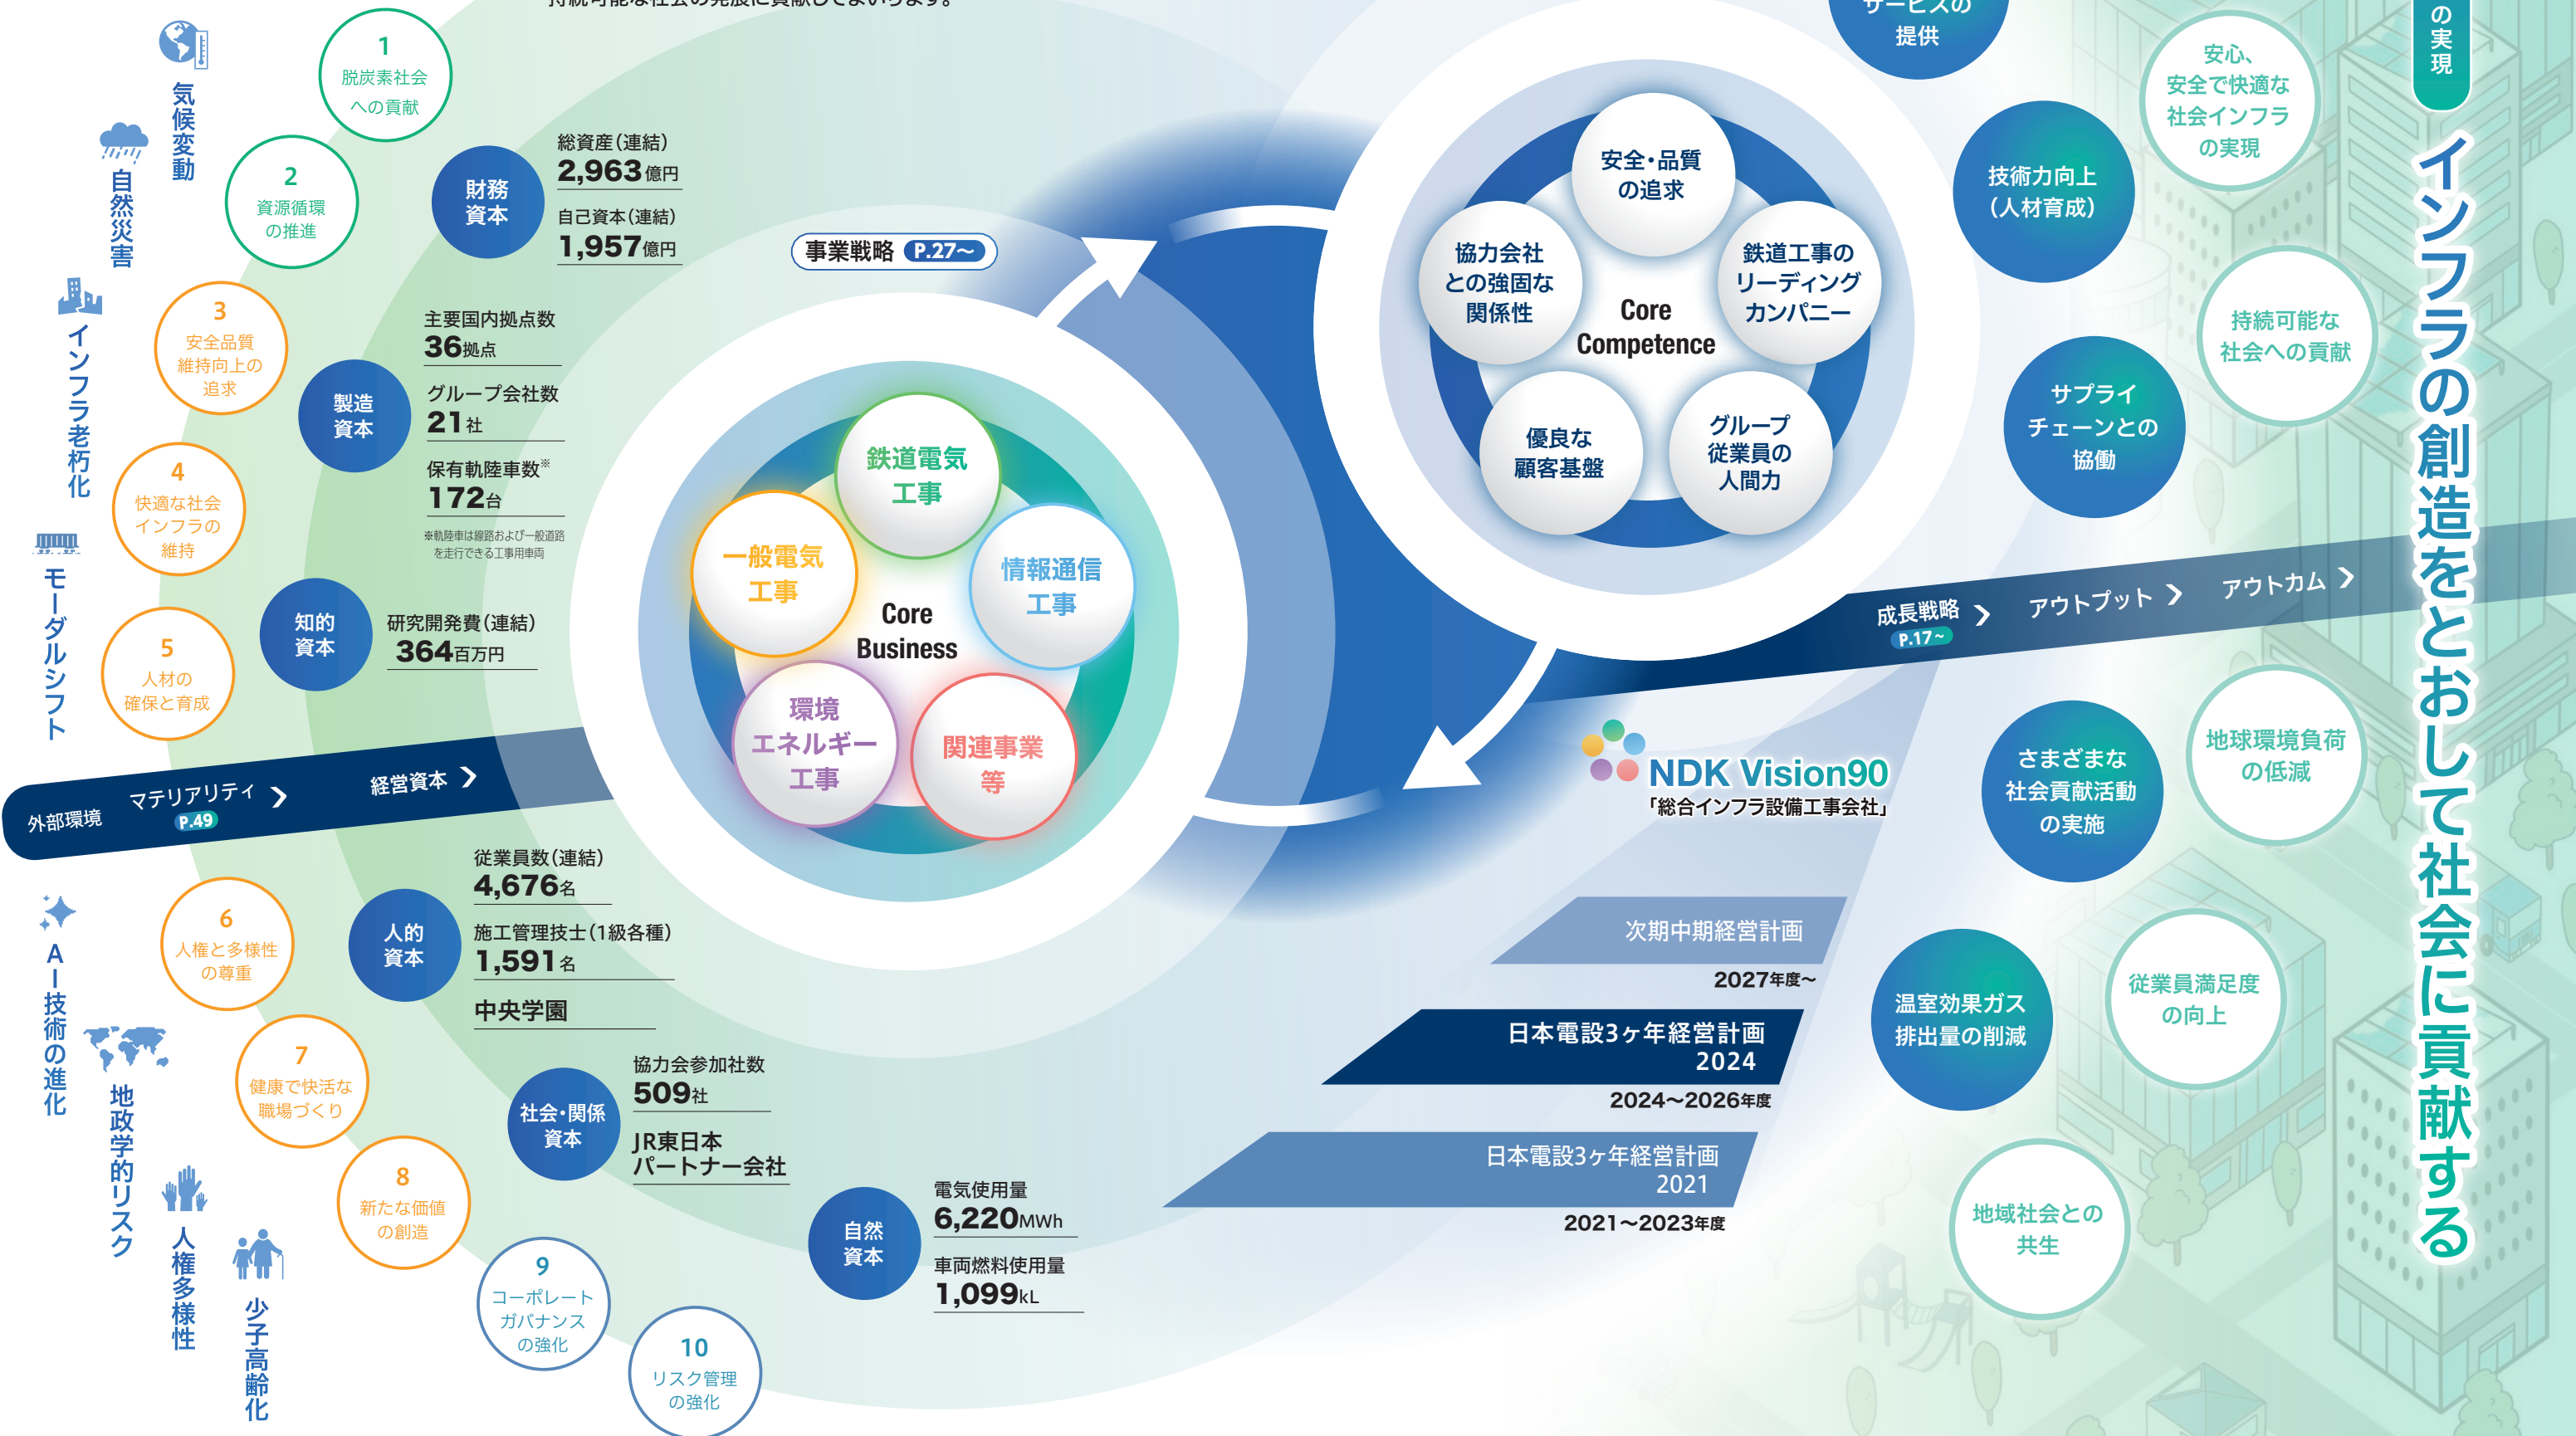 持続可能な社会の発展に貢献してまいります。
気候変動
自然災害
インフラ老朽化
モーダルシフト
外部環境
マテリアリティ
P.49
経営資本
AI技術の進化
地政学的リスク
人権多様性
少子高齢化
1
脱炭素社会
への貢献
2
資源循環
の推進
3
安全品質
維持向上の
追求
4
快適な社会
インフラの
維持
5
人材の
確保と育成
6
人権と多様性
の尊重
7
健康で快活な
職場づくり
8
新たな価値
の創造
9
コーポレート
ガバナンス
の強化
10
リスク管理
の強化
財務
資本
総資産(連結)
2,963億円
自己資本(連結)
1,957億円
製造
資本
主要国内拠点数
36拠点
グループ会社数
21社
保有軌陸車数※
172台
※軌陸車は線路および一般道路
を走行できる工事用車両
知的
資本
研究開発費(連結)
364百万円
人的
資本
従業員数(連結)
4,676名
施工管理技士(1級各種)
1,591名
中央学園
社会・関係
資本
協力会参加社数
509社
JR東日本
パートナー会社
自然
資本
電気使用量
6,220MWh
車両燃料使用量
1,099kL
事業戦略 P.27〜
鉄道電気
工事
一般電気
工事
情報通信
工事
Core
Business
環境
エネルギー
工事
関連事業
等
安全・品質
の追求
協力会社
との強固な
関係性
鉄道工事の
リーディング
カンパニー
Core
Competence
優良な
顧客基盤
グループ
従業員の
人間力
NDK Vision90
「総合インフラ設備工事会社」
次期中期経営計画
2027年度〜
日本電設3ヶ年経営計画
2024
2024〜2026年度
日本電設3ヶ年経営計画
2021
2021〜2023年度
成長戦略
P.17~
アウトプット
アウトカム
サービスの
提供
技術力向上
(人材育成)
サプライ
チェーンとの
協働
さまざまな
社会貢献活動
の実施
温室効果ガス
排出量の削減
安心、
安全で快適な
社会インフラ
の実現
持続可能な
社会への貢献
地球環境負荷
の低減
従業員満足度
の向上
地域社会との
共生
の実現
インフラの創造をとおして社会に貢献する